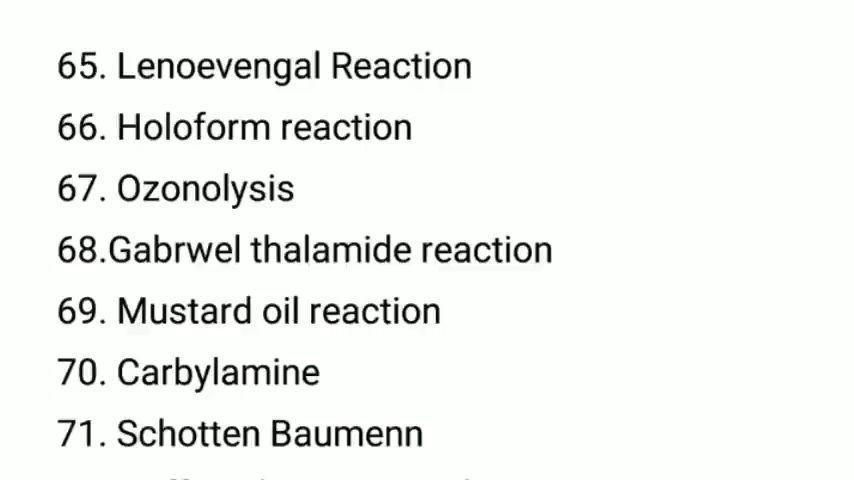 65. Lenoevengal Reaction
66. Holoform reaction
67. Ozonolysis
68.Gabrwel thalamide reaction
69. Mustard oil reaction
70. Carbylamine
71. Schotten Baumenn